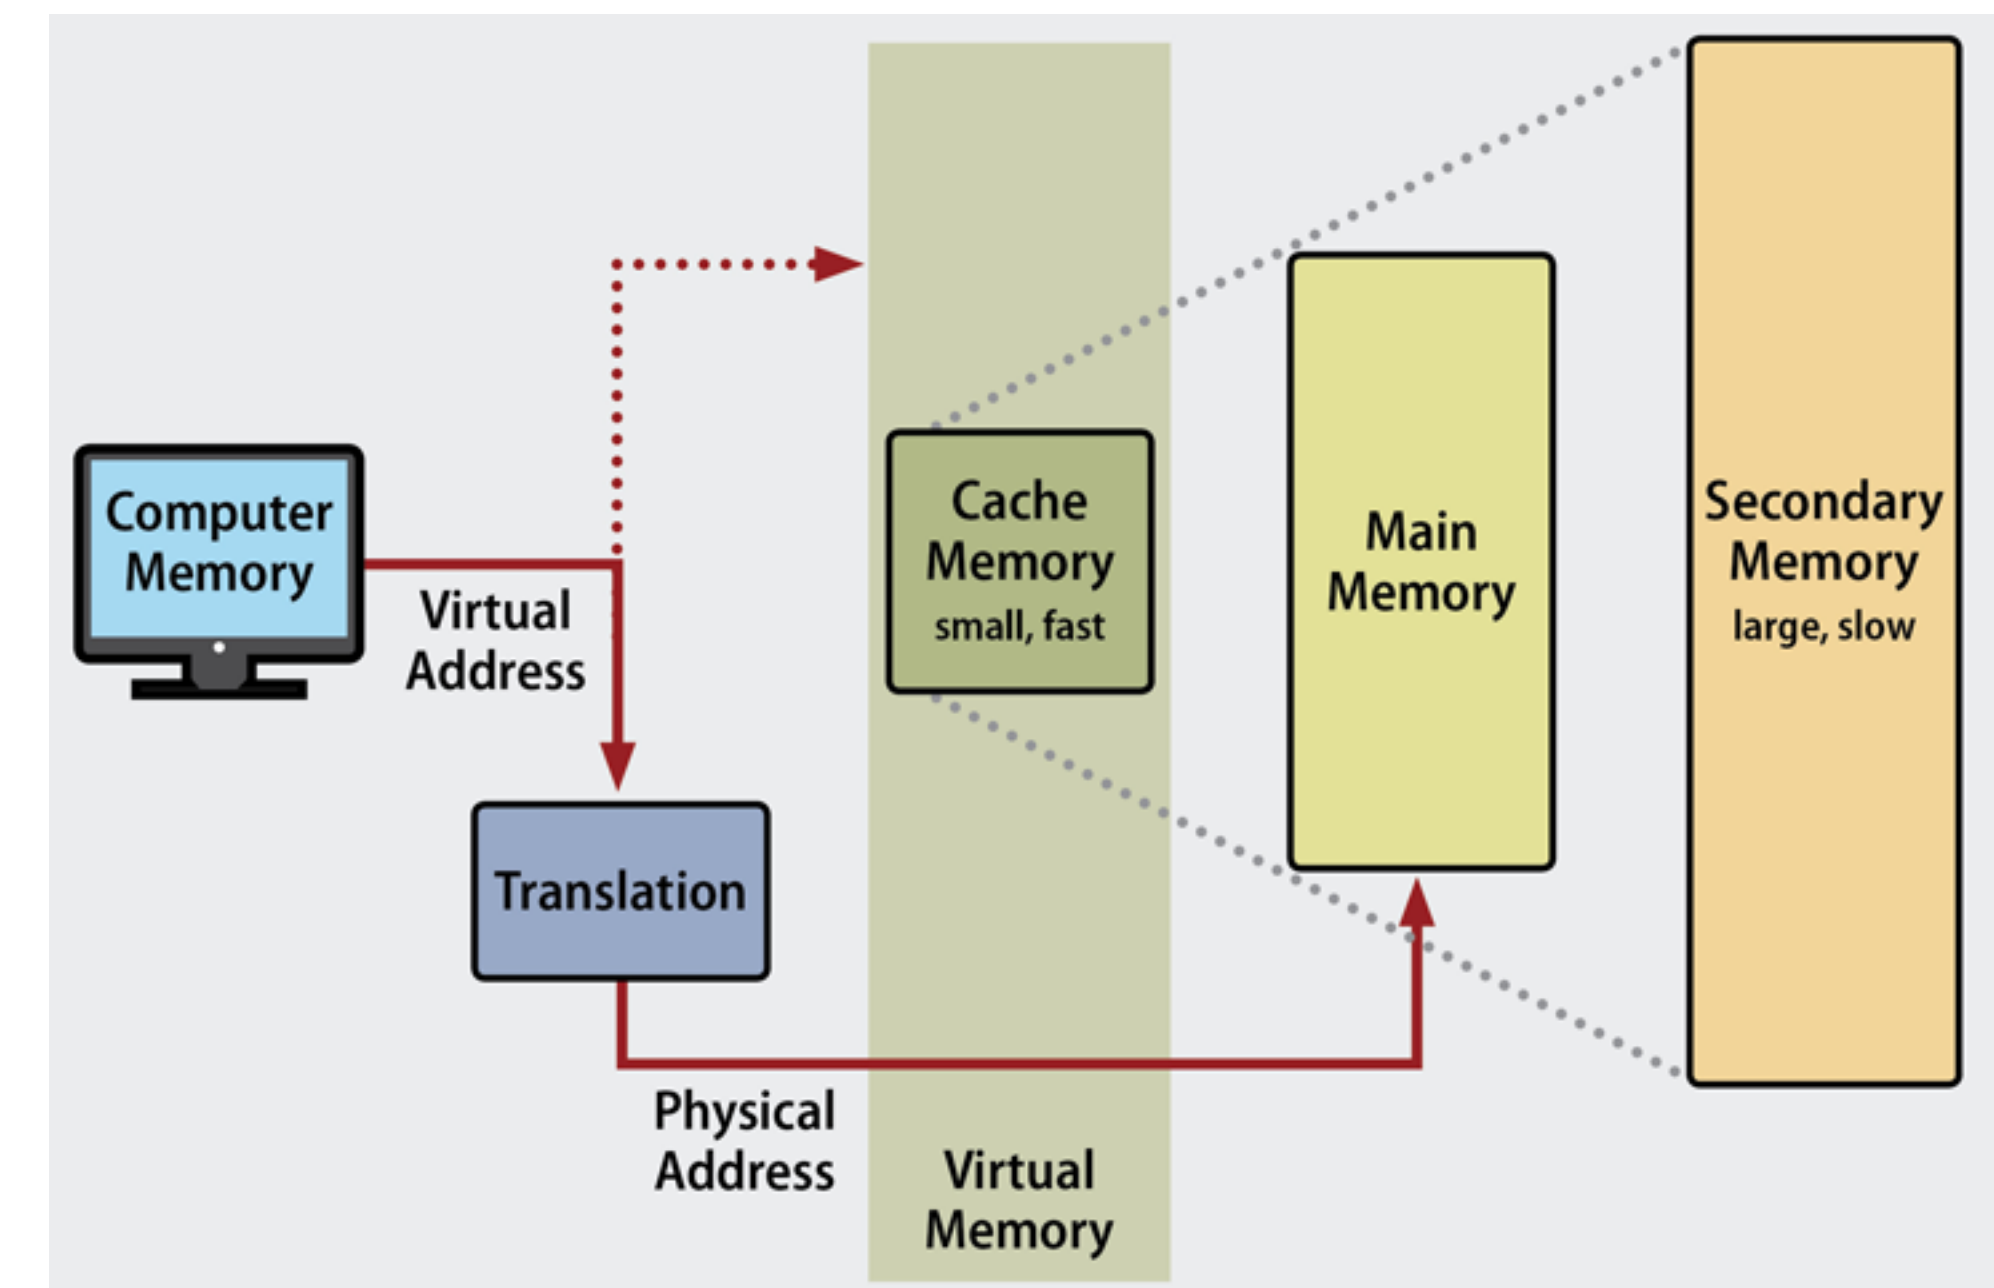 Computer
Memory
Virtual
Address
Translation
Physical
Address
Cache
Memory
small, fast
Virtual
Memory
Main
Memory
Secondary
Memory
large, slow